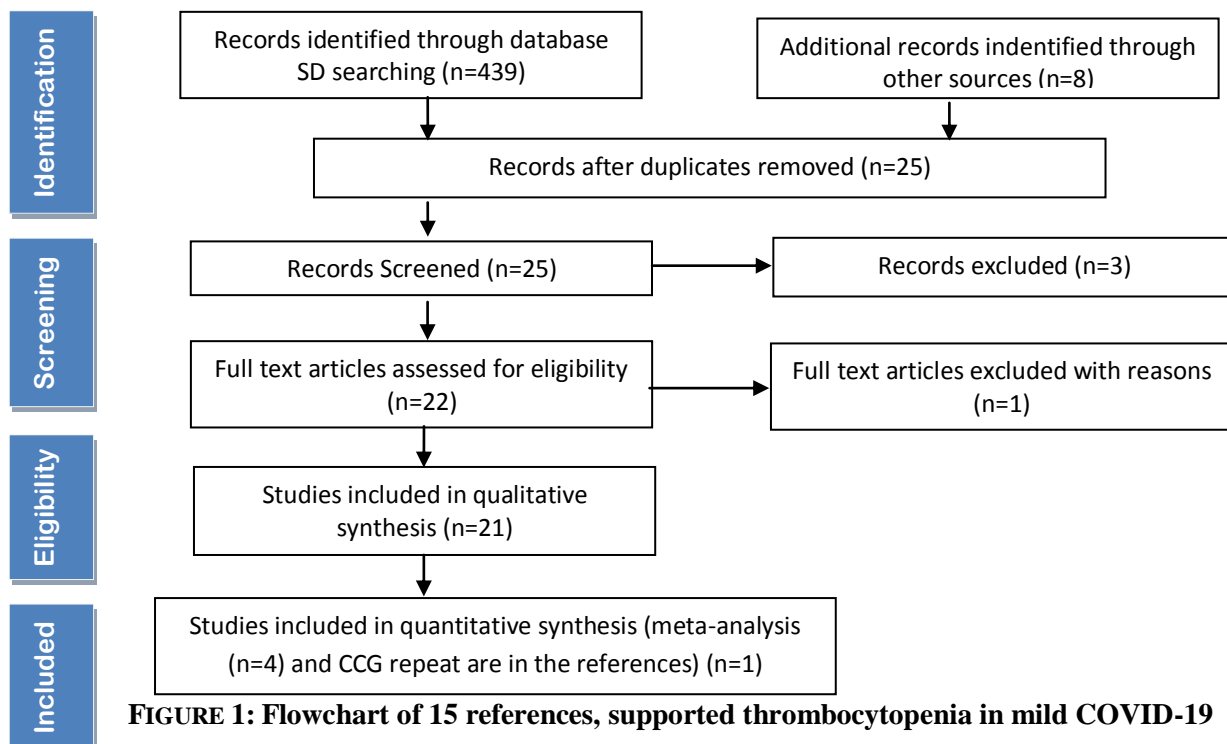 Identification
Records identified through database
SD searching (n=439)
Additional records indentified through
other sources (n=8)
Records after duplicates removed (n=25)
Screening
Records Screened (n=25)
Records excluded (n=3)
Full text articles assessed for eligibility
(n=22)
Full text articles excluded with reasons
(n=1)
Eligibility
Studies included in qualitative
synthesis (n=21)
Included
Studies included in quantitative synthesis (meta-analysis
(n=4) and CCG repeat are in the references) (n=1)
FIGURE 1: Flowchart of 15 references, supported thrombocytopenia in mild COVID-19